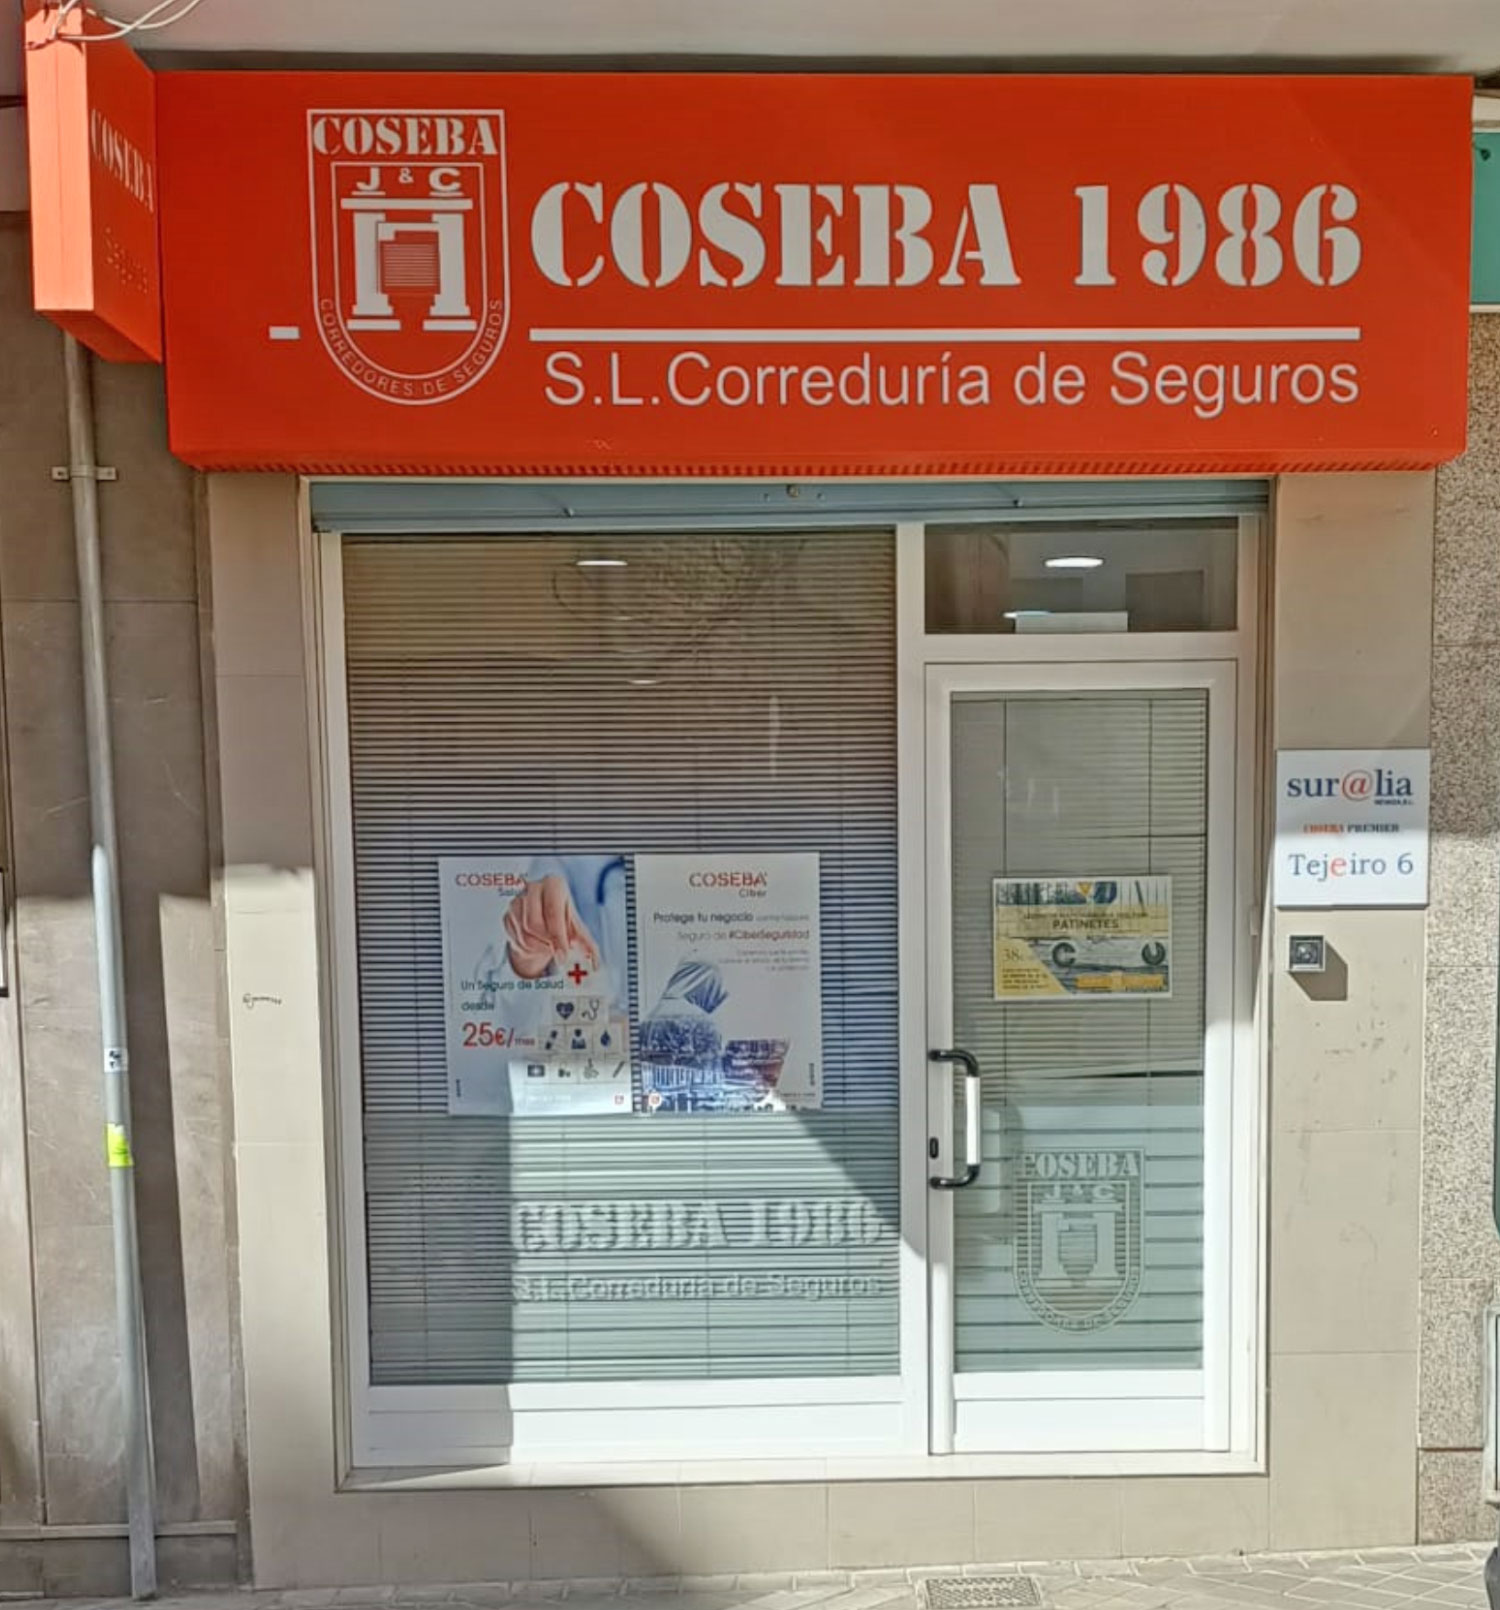 COSEBA
Seguros
COSEBA
J & C
CORREDORES DE SEGUROS
COSEBA 1986
S.L.Correduría de Seguros
sur@lia
COSEBA PREMIER
Tejeiro 6
COSEBA
Salud
Un Seguro de Salud
desde
25€/mes
COSEBA
Ciber
Protege tu negocio
Seguro de #CiberSeguridad
PATINETES
38€
COSEBA
J & C
COSEBA 1986
S.L.Correduría de Seguros